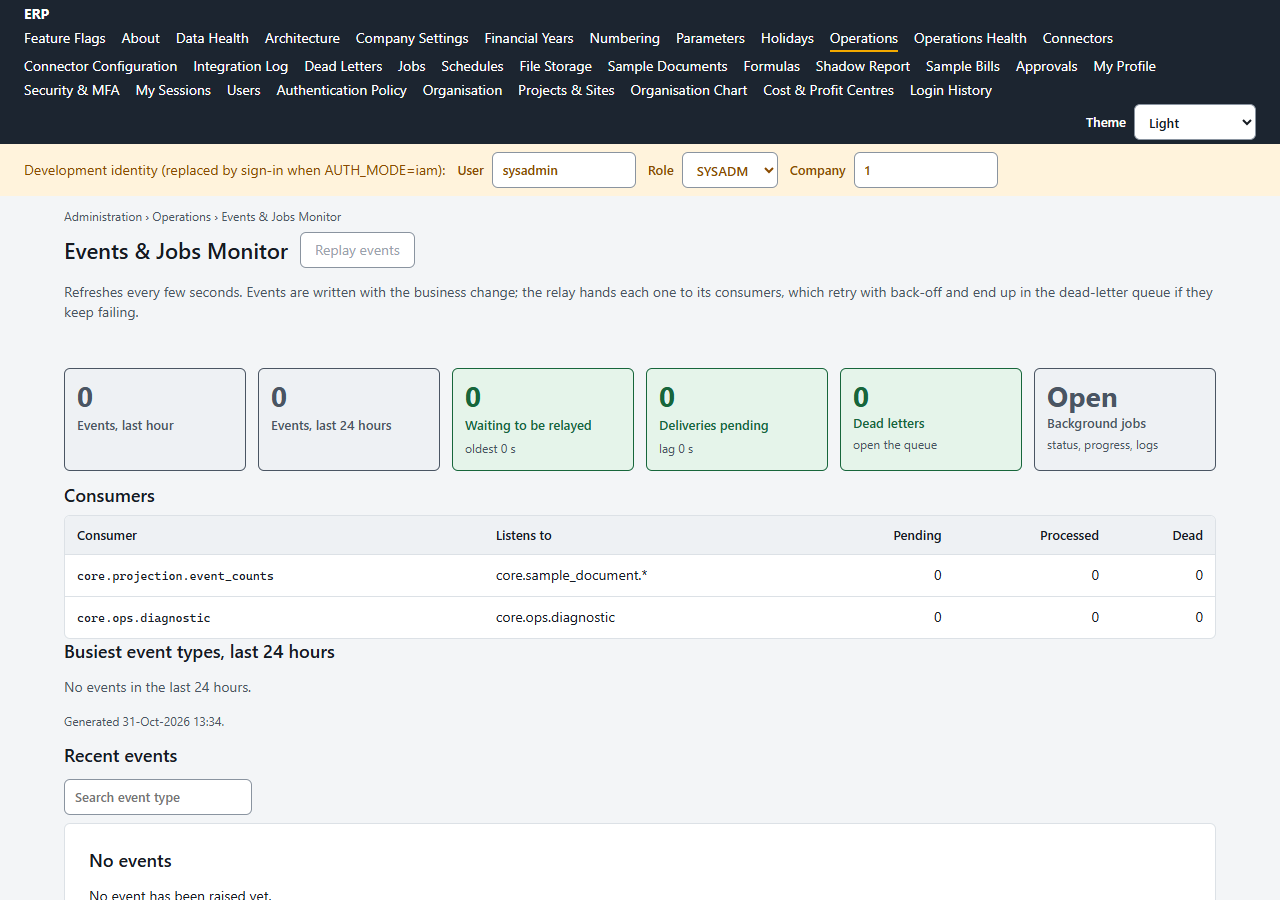 ERP
Feature Flags About Data Health Architecture Company Settings Financial Years Numbering Parameters Holidays Operations Operations Health Connectors
Connector Configuration Integration Log Dead Letters Jobs Schedules File Storage Sample Documents Formulas Shadow Report Sample Bills Approvals My Profile
Security & MFA My Sessions Users Authentication Policy Organisation Projects & Sites Organisation Chart Cost & Profit Centres Login History
Theme Light
Development identity (replaced by sign-in when AUTH_MODE=iam): User sysadmin Role SYSADM Company 1
Administration › Operations › Events & Jobs Monitor
Events & Jobs Monitor Replay events
Refreshes every few seconds. Events are written with the business change; the relay hands each one to its consumers, which retry with back-off and end up in the dead-letter queue if they
keep failing.
0 0 0 0 0 Open
Events, last hour Events, last 24 hours Waiting to be relayed Deliveries pending Dead letters Background jobs
oldest 0 s lag 0 s open the queue status, progress, logs
Consumers
Consumer Listens to Pending Processed Dead
core.projection.event_counts core.sample_document.* 0 0 0
core.ops.diagnostic core.ops.diagnostic 0 0 0
Busiest event types, last 24 hours
No events in the last 24 hours.
Generated 31-Oct-2026 13:34.
Recent events
Search event type
No events
No event has been raised yet.